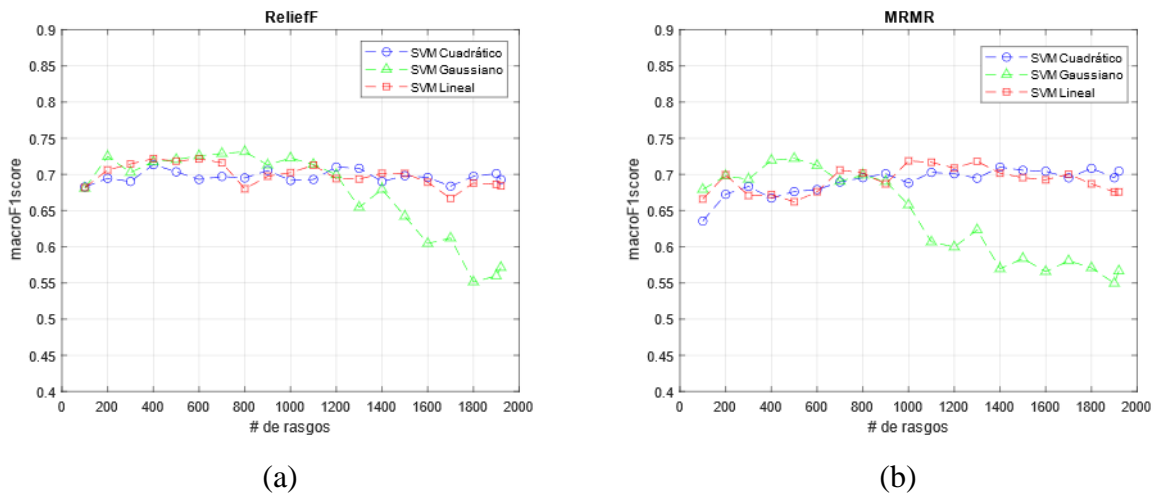 ReliefF
0.9
0.85
0.8
0.75
0.7
0.65
0.6
0.55
0.5
0.45
0.4
macroF1score
SVM Cuadrático
SVM Gaussiano
SVM Lineal
0 200 400 600 800 1000 1200 1400 1600 1800 2000
# de rasgos
(a)
MRMR
0.9
0.85
0.8
0.75
0.7
0.65
0.6
0.55
0.5
0.45
0.4
macroF1score
SVM Cuadrático
SVM Gaussiano
SVM Lineal
0 200 400 600 800 1000 1200 1400 1600 1800 2000
# de rasgos
(b)